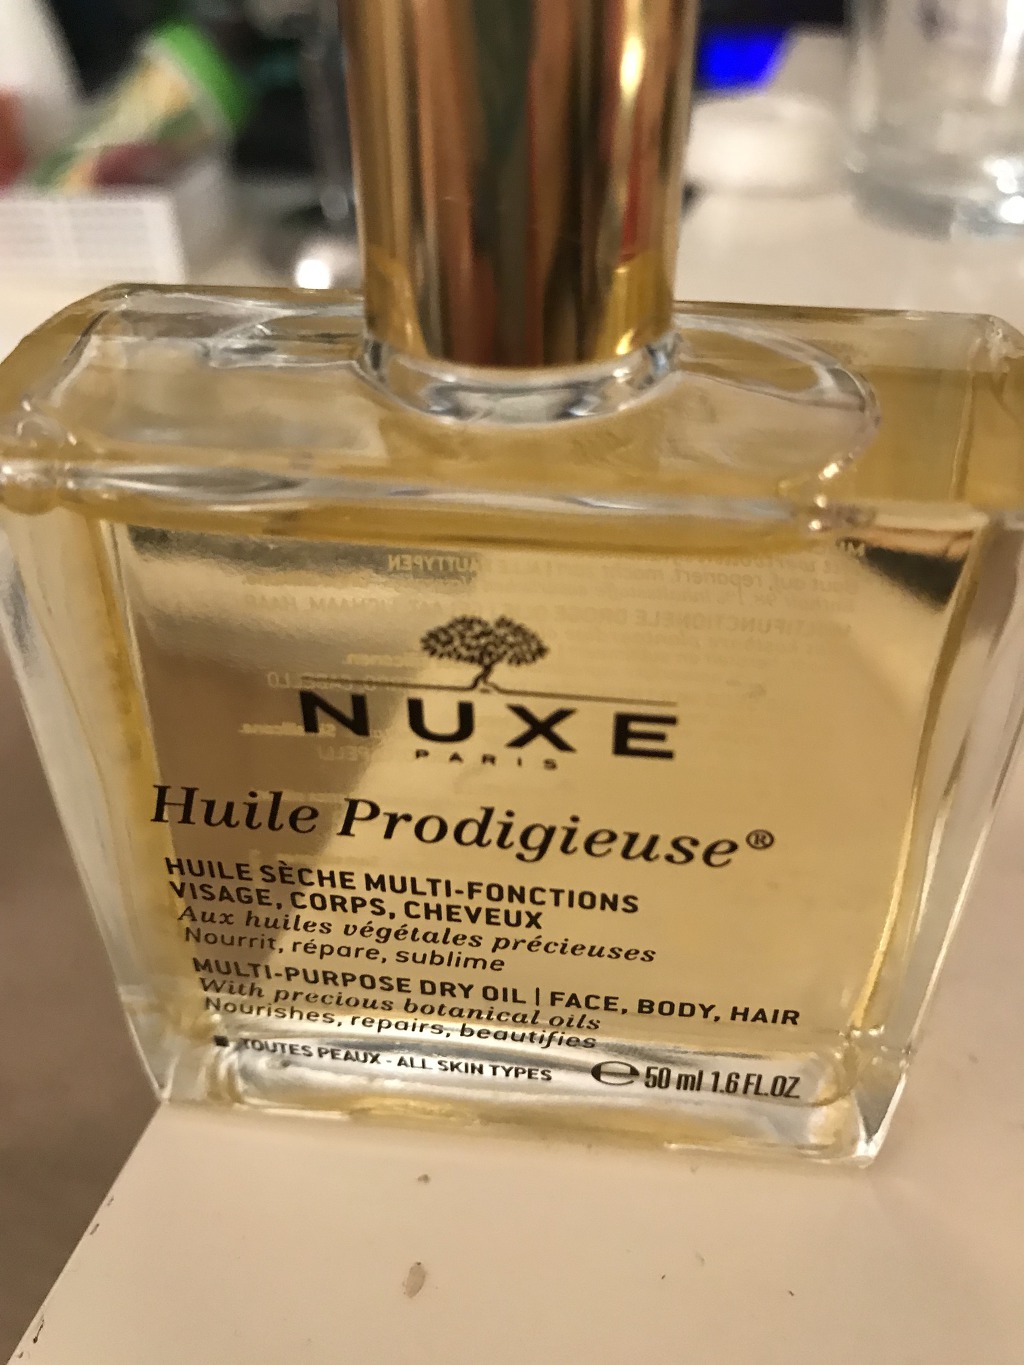 NUXE
PARIS
Huile Prodigieuse®
HUILE SÈCHE MULTI-FONCTIONS
VISAGE, CORPS, CHEVEUX
Aux huiles végétales précieuses
Nourrit, répare, sublime
MULTI-PURPOSE DRY OIL | FACE, BODY, HAIR
With precious botanical oils
Nourishes, repairs, beautifies
TOUTES PEAUX - ALL SKIN TYPES
℮ 50 ml 1.6 FL.OZ